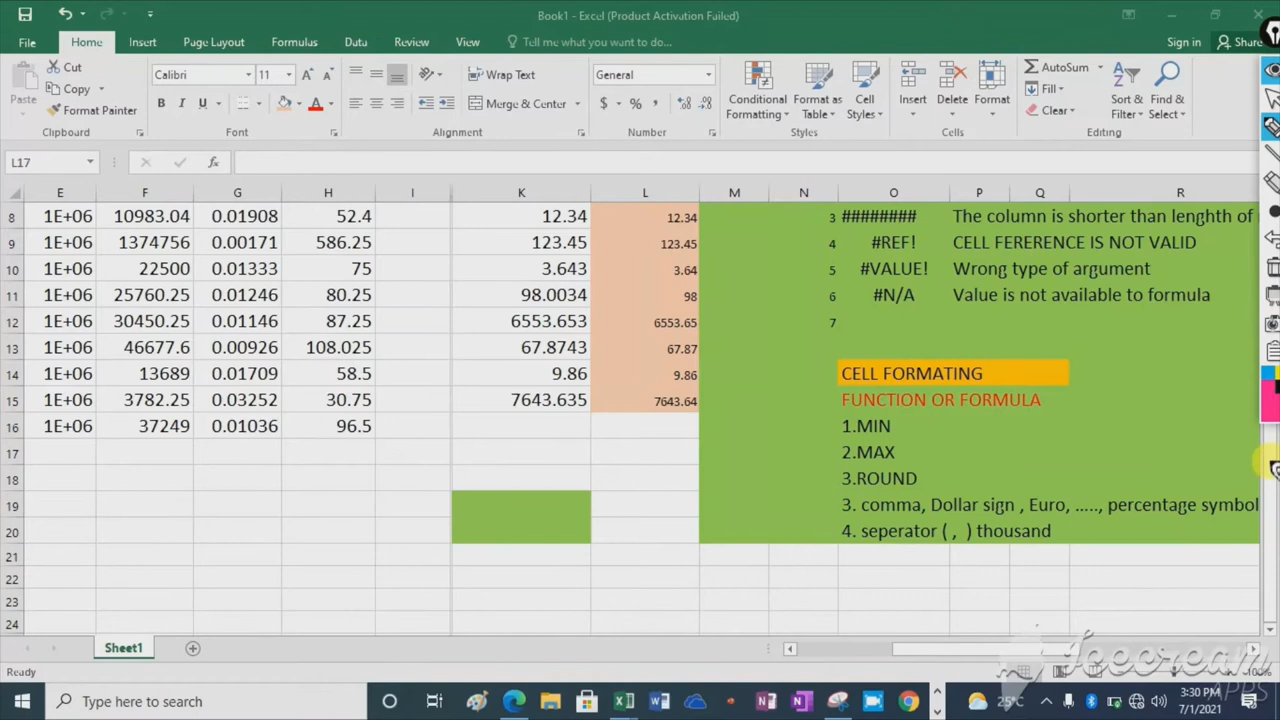 Book1 - Excel (Product Activation Failed)
File Home Insert Page Layout Formulas Data Review View Tell me what you want to do... Sign in Share
Cut
Copy
Format Painter
Paste
Calibri 11
B I U
A A
Wrap Text
Merge & Center
General
$ % ,
Conditional Formatting
Format as Table
Cell Styles
Insert Delete Format
AutoSum
Fill
Clear
Sort & Filter
Find & Select
Clipboard Font Alignment Number Styles Cells Editing
L17 fx
E F G H I K L M N O P Q R
8 1E+06 10983.04 0.01908 52.4 12.34 12.34 3 ######## The column is shorter than lenghth of
9 1E+06 1374756 0.00171 586.25 123.45 123.45 4 #REF! CELL FERERENCE IS NOT VALID
10 1E+06 22500 0.01333 75 3.643 3.64 5 #VALUE! Wrong type of argument
11 1E+06 25760.25 0.01246 80.25 98.0034 98 6 #N/A Value is not available to formula
12 1E+06 30450.25 0.01146 87.25 6553.653 6553.65 7
13 1E+06 46677.6 0.00926 108.025 67.8743 67.87
14 1E+06 13689 0.01709 58.5 9.86 9.86 CELL FORMATING
15 1E+06 3782.25 0.03252 30.75 7643.635 7643.64 FUNCTION OR FORMULA
16 1E+06 37249 0.01036 96.5 1.MIN
17 2.MAX
18 3.ROUND
19 3. comma, Dollar sign , Euro, ....., percentage symbol
20 4. seperator ( , ) thousand
21
22
23
24
Sheet1
Ready
100%
APPS
Type here to search
25°C
3:30 PM
7/1/2021